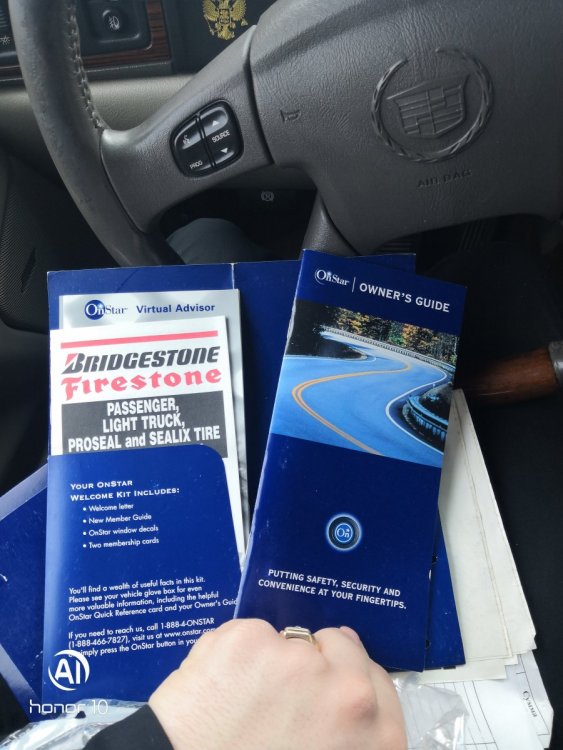 SOURCE
PROG
AIR BAG
OnStar Virtual Advisor
OnStar | OWNER'S GUIDE
BRIDGESTONE
Firestone
PASSENGER,
LIGHT TRUCK,
PROSEAL and SEALIX TIRE
YOUR ONSTAR
WELCOME KIT INCLUDES:
• Welcome letter
• New Member Guide
• OnStar window decals
• Two membership cards
On
PUTTING SAFETY, SECURITY AND
CONVENIENCE AT YOUR FINGERTIPS.
You'll find a wealth of useful facts in this kit.
Please see your vehicle glove box for even
more valuable information, including the helpful
OnStar Quick Reference card and your Owner's Guide
If you need to reach us, call 1-888-4-ONSTAR
(1-888-466-7827), visit us at www.onstar.co
simply press the OnStar button in your
Сумма
AI
honor 10